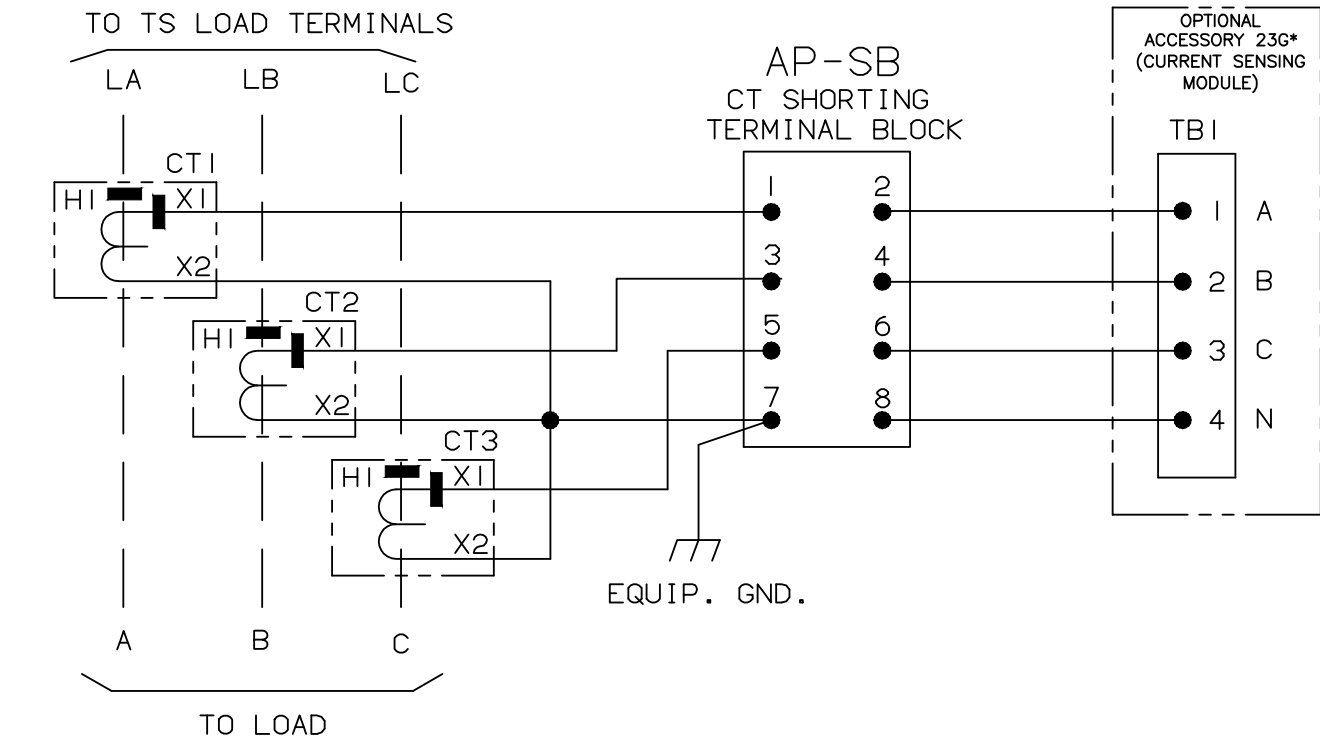 TO TS LOAD TERMINALS
LA LB LC
OPTIONAL
ACCESSORY 23G*
(CURRENT SENSING
MODULE)
AP-SB
CT SHORTING
TERMINAL BLOCK
TB1
CT1
H1 X1
X2
CT2
H1 X1
X2
CT3
H1 X1
X2
1 2
3 4
5 6
7 8
1 A
2 B
3 C
4 N
EQUIP. GND.
A B C
TO LOAD